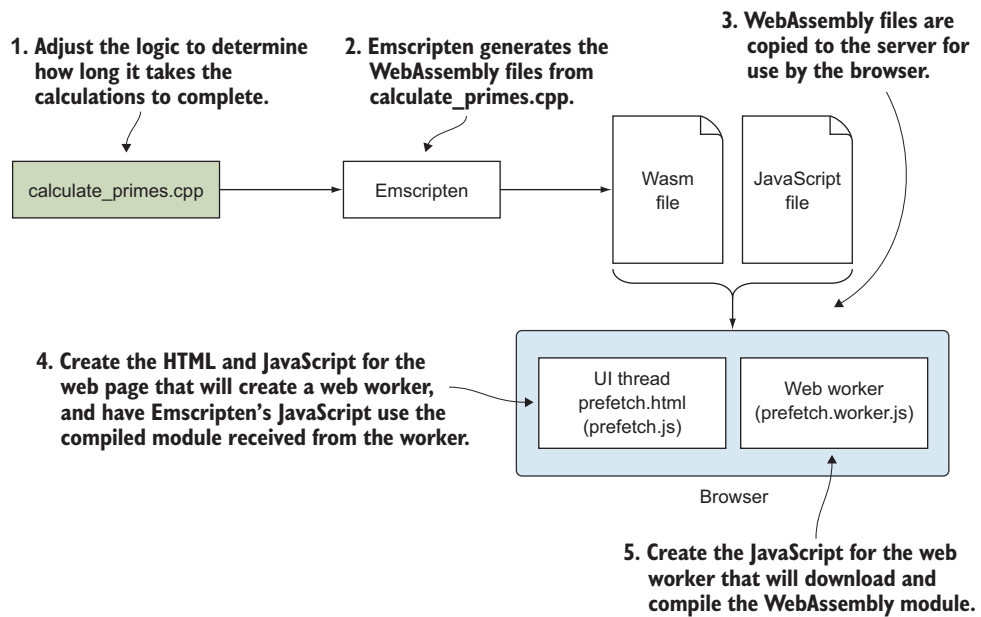 1. Adjust the logic to determine
how long it takes the
calculations to complete.
2. Emscripten generates the
WebAssembly files from
calculate_primes.cpp.
3. WebAssembly files are
copied to the server for
use by the browser.
calculate_primes.cpp
Emscripten
Wasm
file
JavaScript
file
4. Create the HTML and JavaScript for the
web page that will create a web worker,
and have Emscripten’s JavaScript use the
compiled module received from the worker.
UI thread
prefetch.html
(prefetch.js)
Web worker
(prefetch.worker.js)
Browser
5. Create the JavaScript for the web
worker that will download and
compile the WebAssembly module.